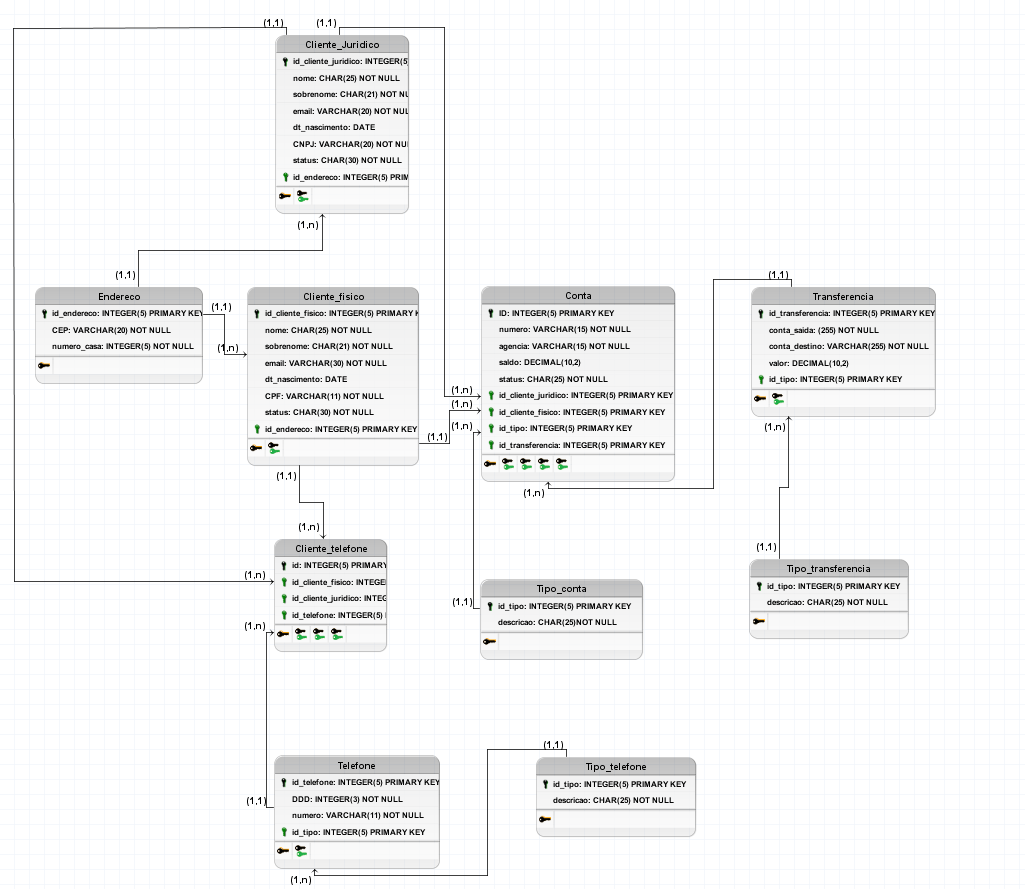 (1,1)
(1,1)
Cliente_Juridico
id_cliente_juridico: INTEGER(5)
nome: CHAR(25) NOT NULL
sobrenome: CHAR(21) NOT NUL
email: VARCHAR(20) NOT NUL
dt_nascimento: DATE
CNPJ: VARCHAR(20) NOT NUL
status: CHAR(30) NOT NULL
id_endereco: INTEGER(5) PRIM
(1,n)
(1,1)
Endereco
id_endereco: INTEGER(5) PRIMARY KEY
CEP: VARCHAR(20) NOT NULL
numero_casa: INTEGER(5) NOT NULL
(1,1)
(1,n)
Cliente_fisico
id_cliente_fisico: INTEGER(5) PRIMARY K
nome: CHAR(25) NOT NULL
sobrenome: CHAR(21) NOT NULL
email: VARCHAR(30) NOT NULL
dt_nascimento: DATE
CPF: VARCHAR(11) NOT NULL
status: CHAR(30) NOT NULL
id_endereco: INTEGER(5) PRIMARY KEY
(1,1)
(1,1)
(1,n)
(1,n)
(1,n)
Conta
ID: INTEGER(5) PRIMARY KEY
numero: VARCHAR(15) NOT NULL
agencia: VARCHAR(15) NOT NULL
saldo: DECIMAL(10,2)
status: CHAR(25) NOT NULL
id_cliente_juridico: INTEGER(5) PRIMARY KEY
id_cliente_fisico: INTEGER(5) PRIMARY KEY
id_tipo: INTEGER(5) PRIMARY KEY
id_transferencia: INTEGER(5) PRIMARY KEY
(1,n)
(1,1)
Transferencia
id_transferencia: INTEGER(5) PRIMARY KEY
conta_saida: (255) NOT NULL
conta_destino: VARCHAR(255) NOT NULL
valor: DECIMAL(10,2)
id_tipo: INTEGER(5) PRIMARY KEY
(1,n)
(1,1)
Tipo_transferencia
id_tipo: INTEGER(5) PRIMARY KEY
descricao: CHAR(25) NOT NULL
(1,n)
Cliente_telefone
id: INTEGER(5) PRIMARY
id_cliente_fisico: INTEGE
id_cliente_juridico: INTEG
id_telefone: INTEGER(5)
(1,n)
(1,n)
(1,1)
Tipo_conta
id_tipo: INTEGER(5) PRIMARY KEY
descricao: CHAR(25)NOT NULL
(1,1)
Telefone
id_telefone: INTEGER(5) PRIMARY KEY
DDD: INTEGER(3) NOT NULL
numero: VARCHAR(11) NOT NULL
id_tipo: INTEGER(5) PRIMARY KEY
(1,n)
(1,1)
Tipo_telefone
id_tipo: INTEGER(5) PRIMARY KEY
descricao: CHAR(25) NOT NULL